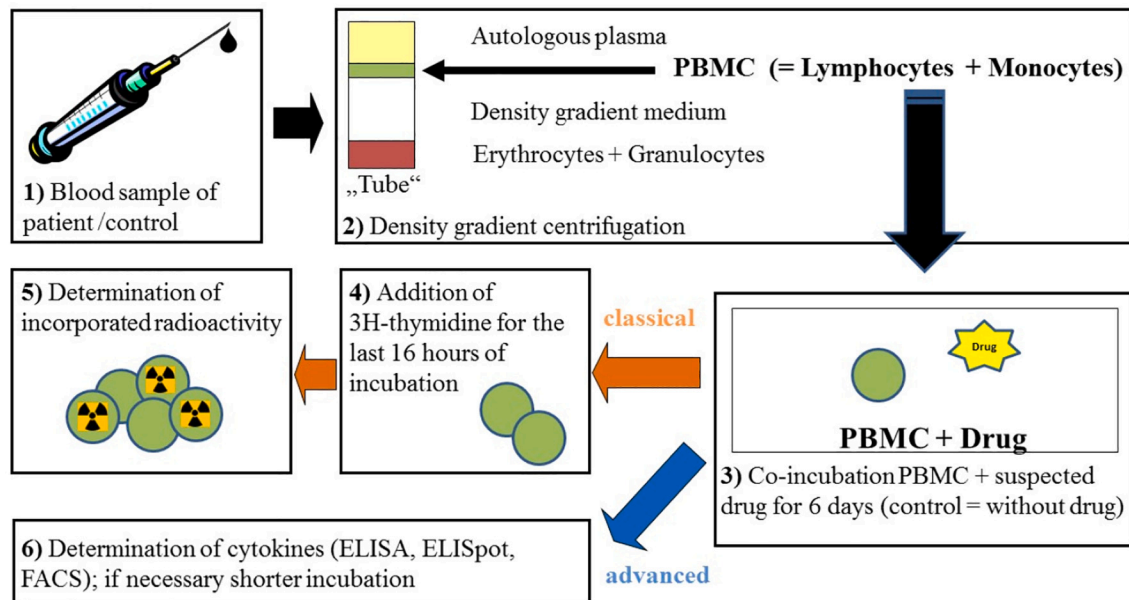 1) Blood sample of
patient /control
Autologous plasma
PBMC (= Lymphocytes + Monocytes)
Density gradient medium
Erythrocytes + Granulocytes
„Tube“
2) Density gradient centrifugation
Drug
PBMC + Drug
3) Co-incubation PBMC + suspected
drug for 6 days (control = without drug)
classical
4) Addition of
3H-thymidine for the
last 16 hours of
incubation
5) Determination of
incorporated radioactivity
advanced
6) Determination of cytokines (ELISA, ELISpot,
FACS); if necessary shorter incubation